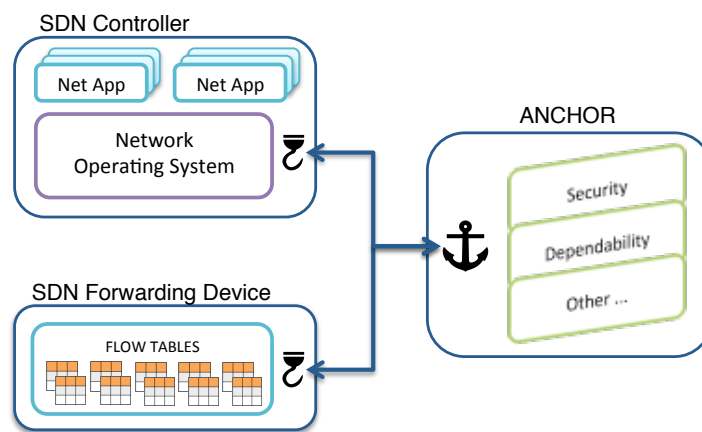 SDN Controller
Net App
Net App
Network
Operating System
ANCHOR
Security
Dependability
Other ...
SDN Forwarding Device
FLOW TABLES